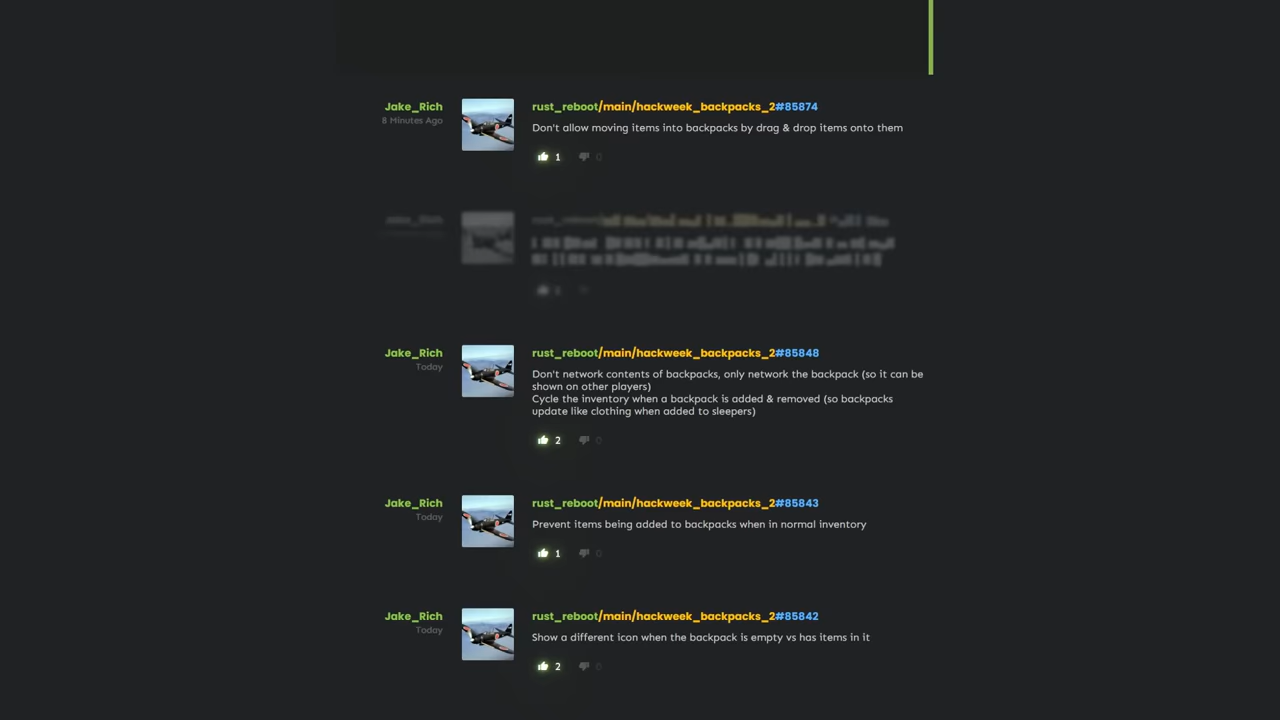 Jake_Rich
8 Minutes Ago
rust_reboot/main/hackweek_backpacks_2#85874
Don't allow moving items into backpacks by drag & drop items onto them
1 0
Jake_Rich
Today
rust_reboot/main/hackweek_backpacks_2#85848
Don't network contents of backpacks, only network the backpack (so it can be
shown on other players)
Cycle the inventory when a backpack is added & removed (so backpacks
update like clothing when added to sleepers)
2 0
Jake_Rich
Today
rust_reboot/main/hackweek_backpacks_2#85843
Prevent items being added to backpacks when in normal inventory
1 0
Jake_Rich
Today
rust_reboot/main/hackweek_backpacks_2#85842
Show a different icon when the backpack is empty vs has items in it
2 0